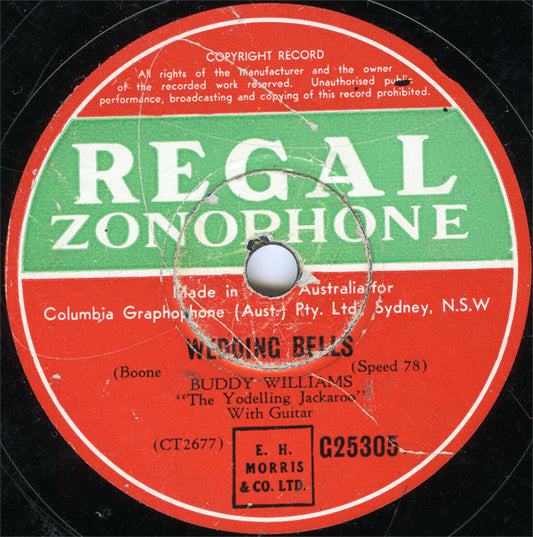 COPYRIGHT RECORD
All rights of the manufacturer and the owner
of the recorded work reserved. Unauthorised public
performance, broadcasting and copying of this record prohibited.
REGAL
ZONOPHONE
Made in Australia for
Columbia Graphophone (Aust.) Pty. Ltd. Sydney, N.S.W
WEDDING BELLS
(Boone (Speed 78)
BUDDY WILLIAMS
"The Yodelling Jackaroo"
With Guitar
(CT2677)
E. H.
MORRIS
& CO. LTD.
G25305